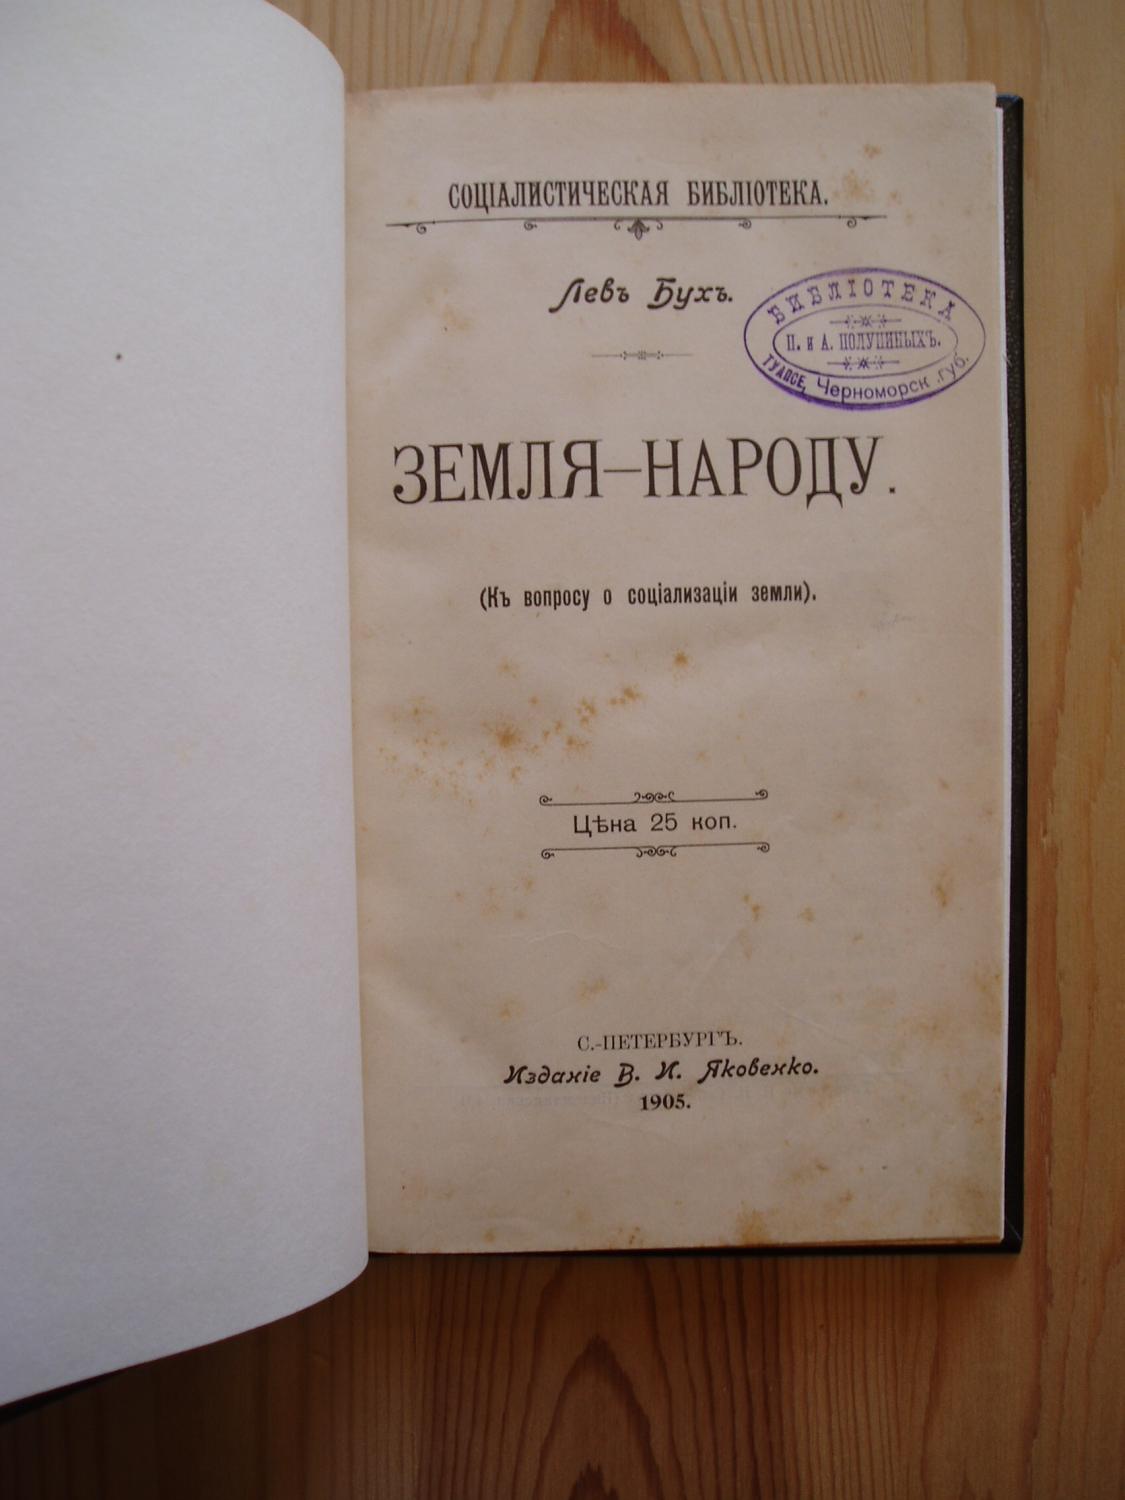 СОЦІАЛИСТИЧЕСКАЯ БИБЛІОТЕКА.
Левъ Бухъ.
БИБЛІОТЕКА
П. и А. ПОЛУПИНЫХЪ.
ТУАПСЕ, Черноморск. губ.
ЗЕМЛЯ—НАРОДУ.
(Къ вопросу о соціализаціи земли).
Цѣна 25 коп.
С.-ПЕТЕРБУРГЪ.
Изданіе В. И. Яковенко.
1905.